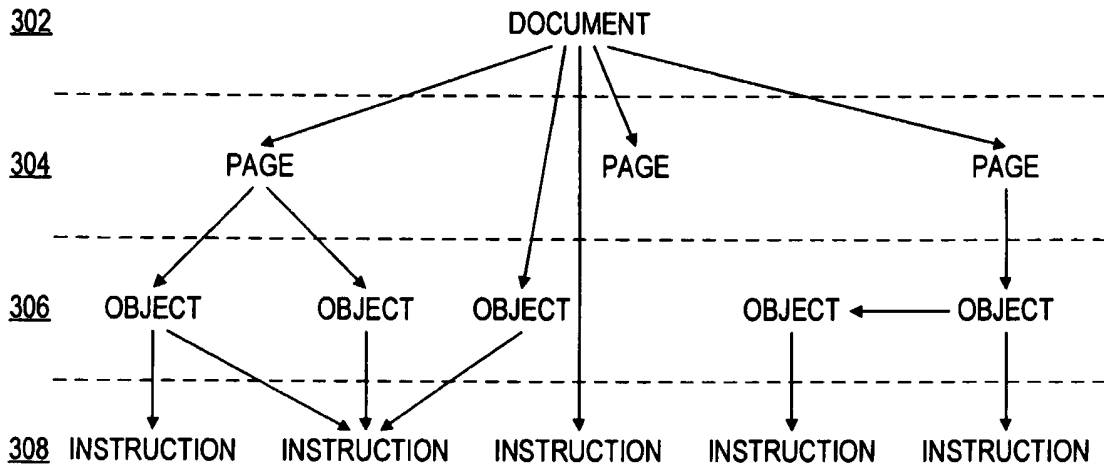 302 DOCUMENT
304 PAGE PAGE PAGE
306 OBJECT OBJECT OBJECT OBJECT OBJECT
308 INSTRUCTION INSTRUCTION INSTRUCTION INSTRUCTION INSTRUCTION